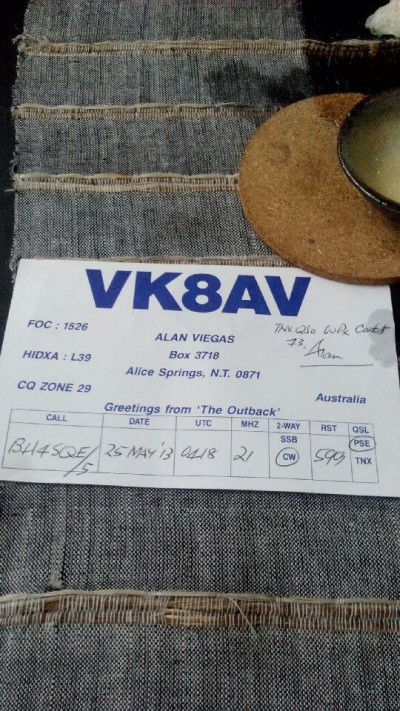 VK8AV
FOC : 1526
ALAN VIEGAS
TNX QSO WPX Contest
73, Alan
HIDXA : L39
Box 3718
Alice Springs, N.T. 0871
CQ ZONE 29
Australia
Greetings from 'The Outback'
CALL DATE UTC MHZ 2-WAY RST QSL
SSB PSE
BH4SQE/5 25 MAY '13 0418 21 CW 599 TNX